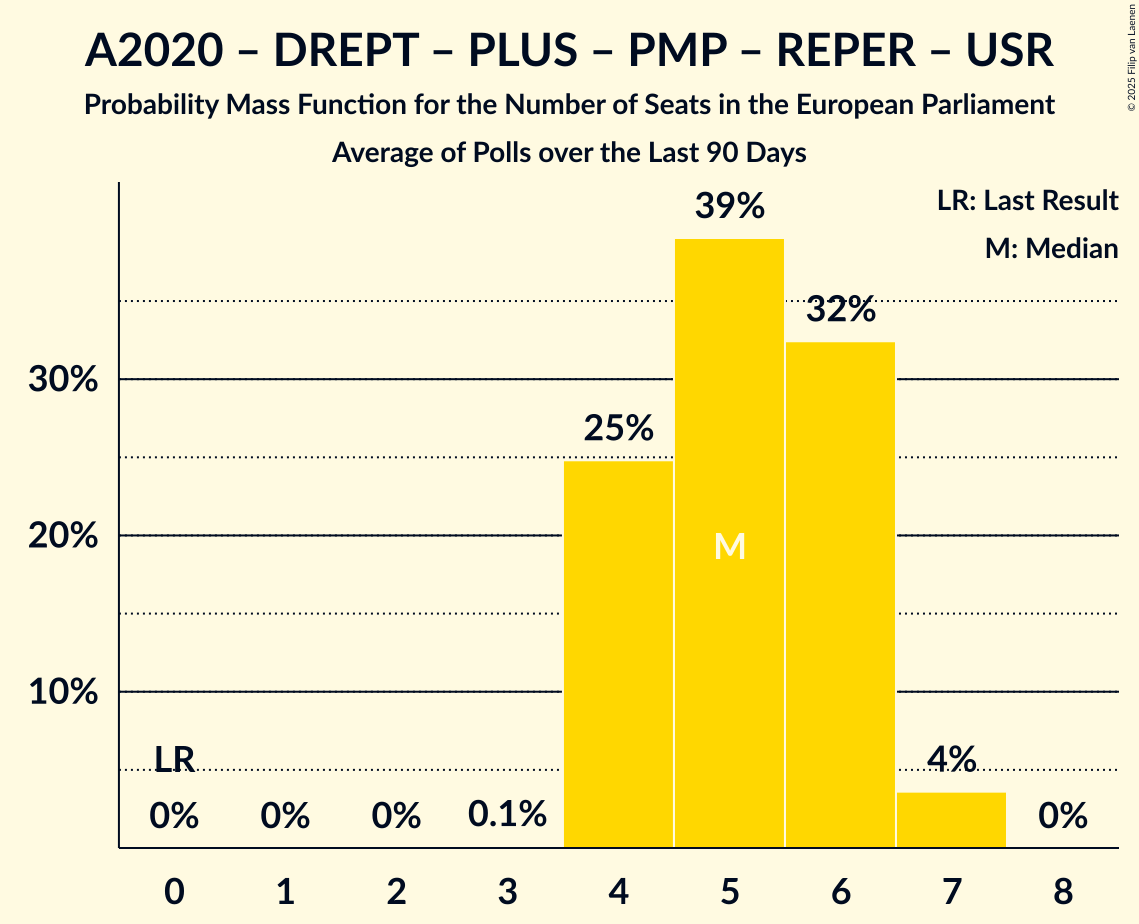 A2020 – DREPT – PLUS – PMP – REPER – USR
Probability Mass Function for the Number of Seats in the European Parliament
Average of Polls over the Last 90 Days
© 2025 Filip van Laenen
LR: Last Result
M: Median
39%
32%
30%
25%
20%
M
10%
LR
4%
0%
0%
0%
0.1%
0%
0
1
2
3
4
5
6
7
8